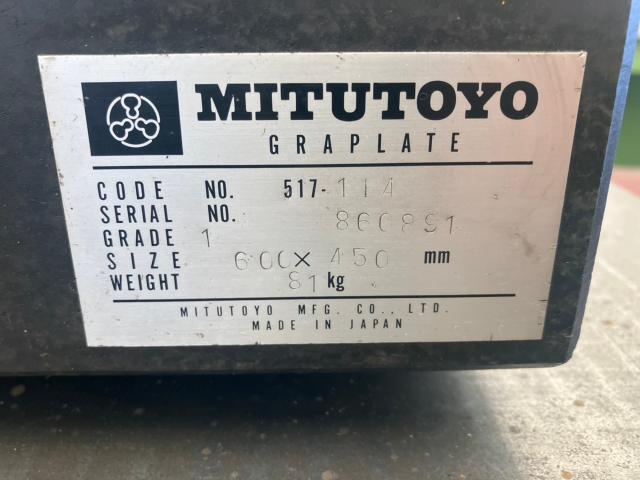 MITUTOYO
GRAPLATE
CODE NO. 517-114
SERIAL NO. 860891
GRADE 1
SIZE 600 X 450 mm
WEIGHT 81 kg
MITUTOYO MFG. CO., LTD.
MADE IN JAPAN